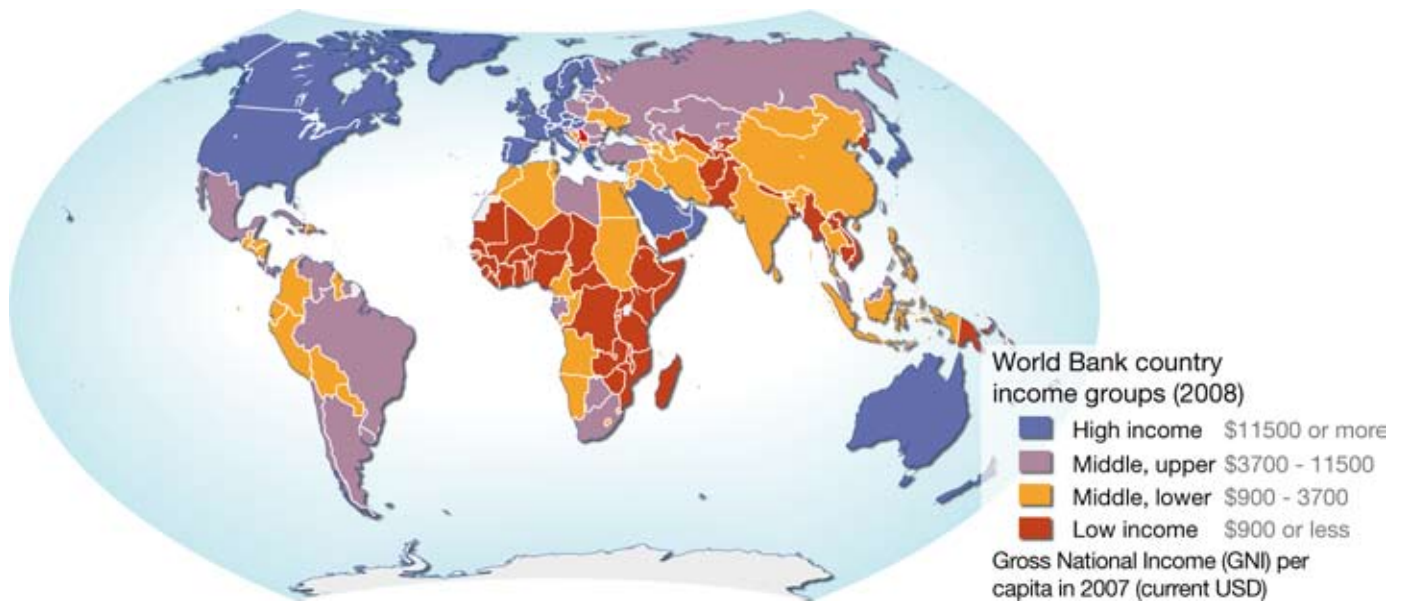 World Bank country
income groups (2008)
High income $11500 or more
Middle, upper $3700 - 11500
Middle, lower $900 - 3700
Low income $900 or less
Gross National Income (GNI) per
capita in 2007 (current USD)